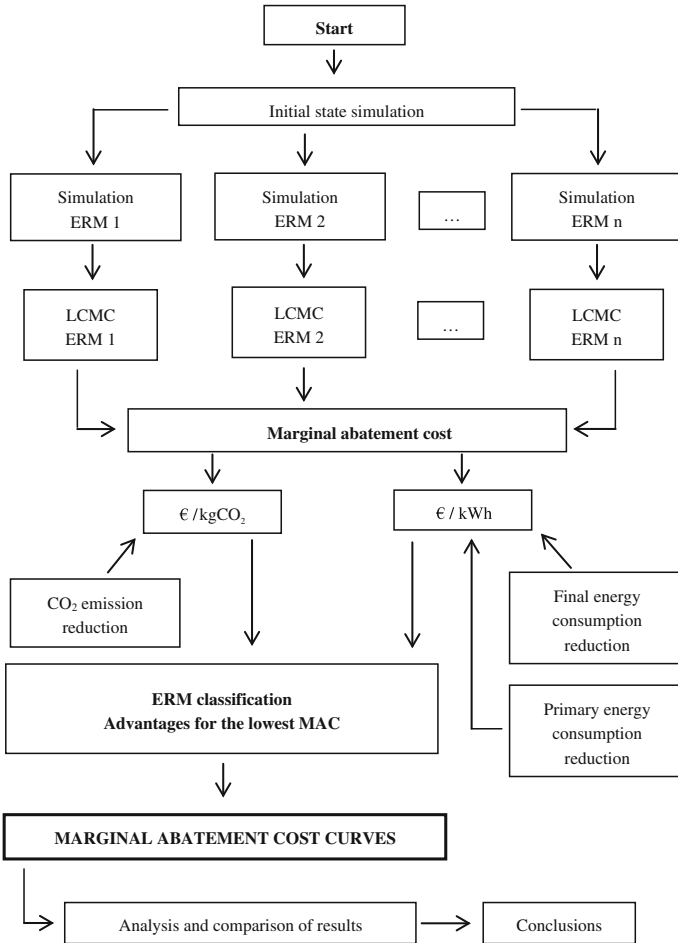 Start
Initial state simulation
Simulation
ERM 1
Simulation
ERM 2
...
Simulation
ERM n
LCMC
ERM 1
LCMC
ERM 2
...
LCMC
ERM n
Marginal abatement cost
€ /kgCO₂
€ / kWh
CO₂ emission
reduction
Final energy
consumption
reduction
ERM classification
Advantages for the lowest MAC
Primary energy
consumption
reduction
MARGINAL ABATEMENT COST CURVES
Analysis and comparison of results
Conclusions